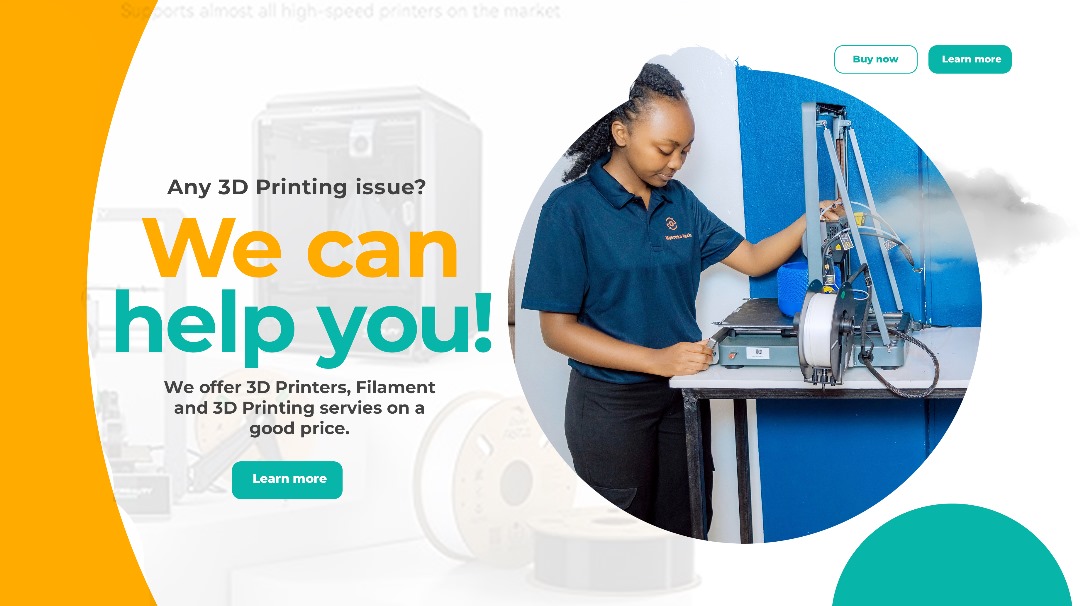 Supports almost all high-speed printers on the market
Buy now
Learn more
Any 3D Printing issue?
We can
help you!
We offer 3D Printers, Filament
and 3D Printing servies on a
good price.
Learn more